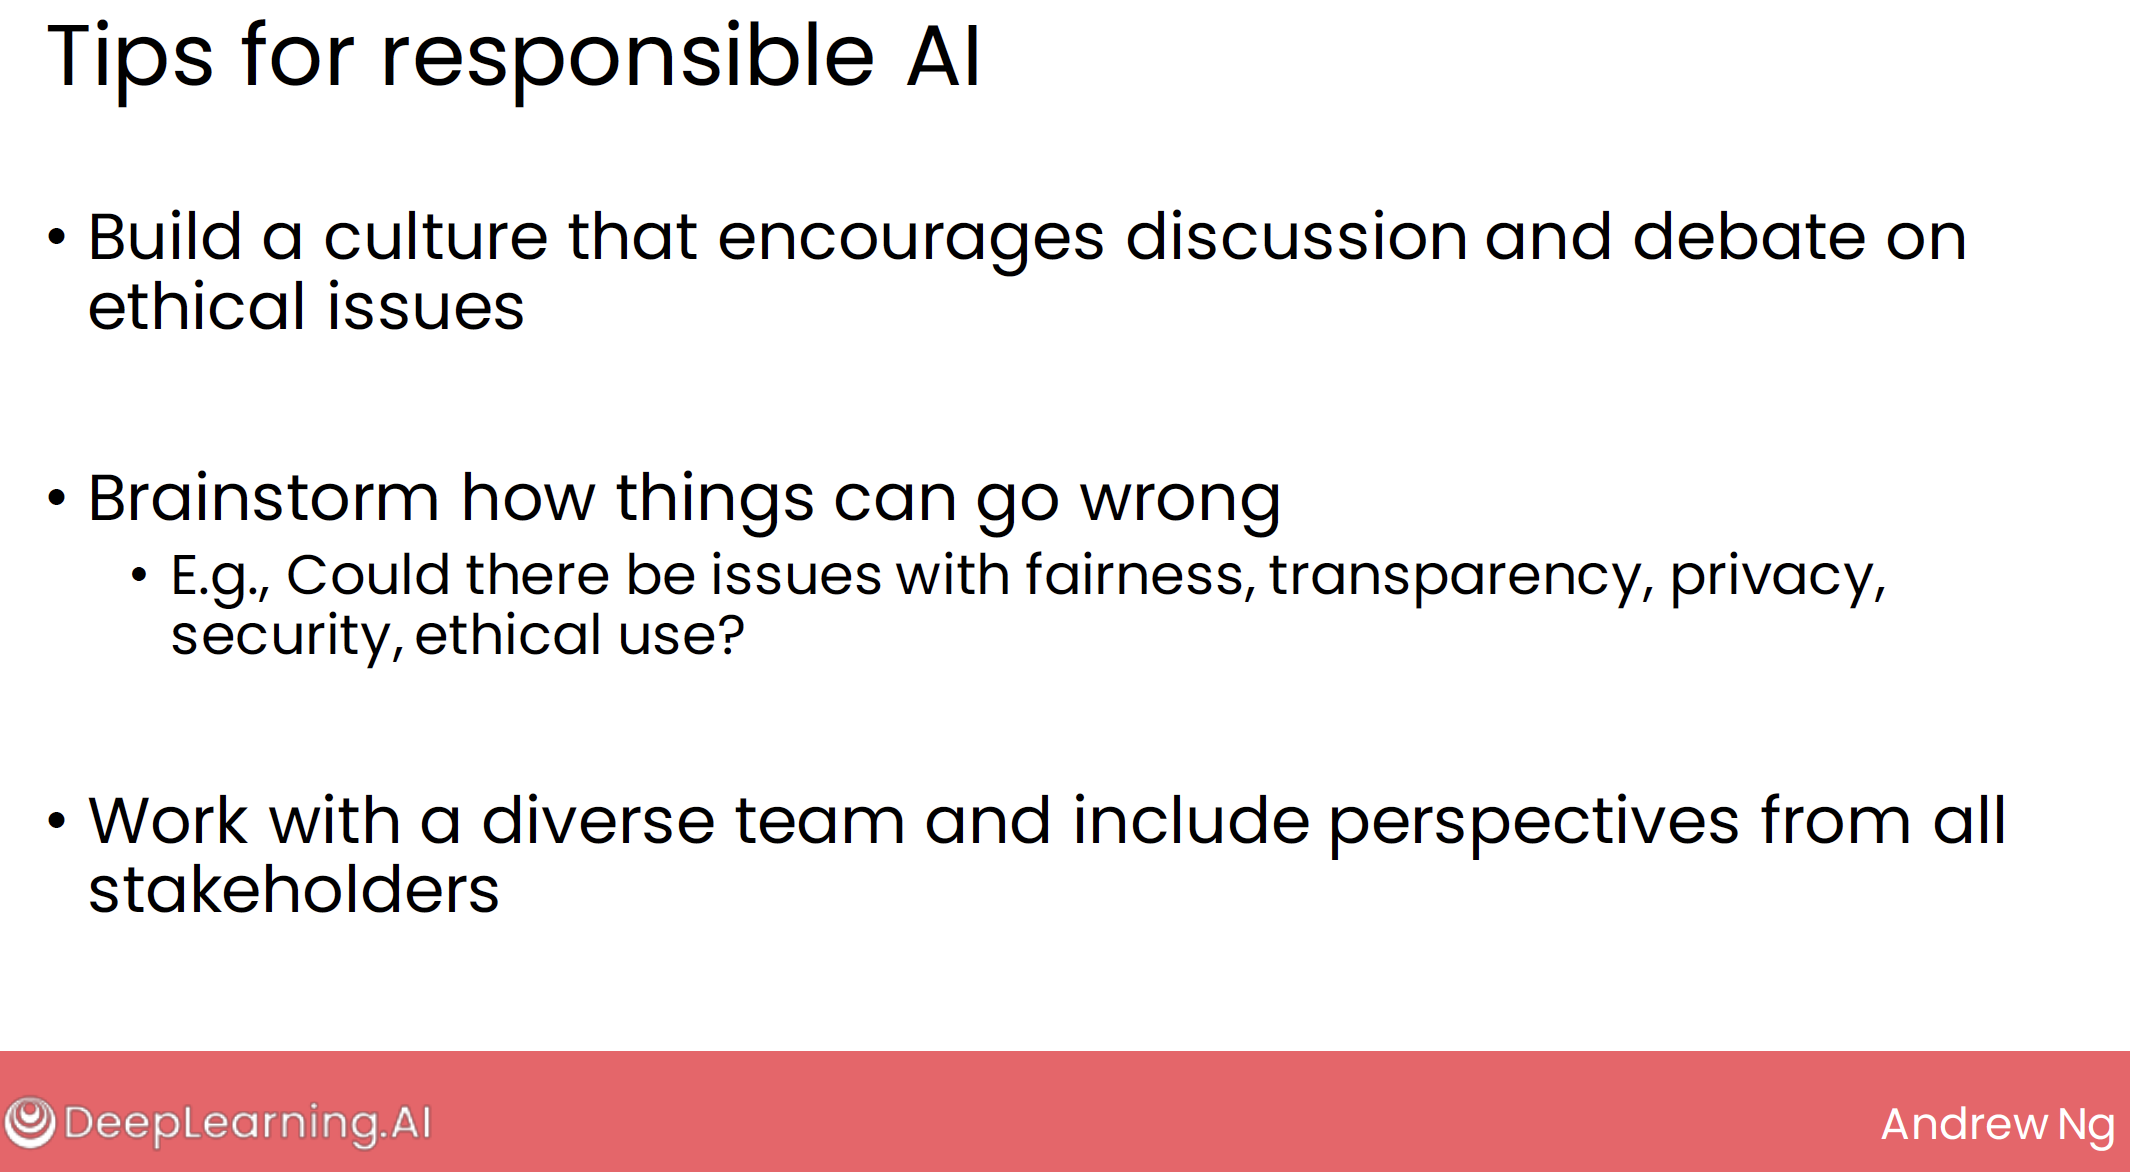 Tips for responsible AI
• Build a culture that encourages discussion and debate on
ethical issues
• Brainstorm how things can go wrong
• E.g., Could there be issues with fairness, transparency, privacy,
security, ethical use?
• Work with a diverse team and include perspectives from all
stakeholders
DeepLearning.AI
Andrew Ng